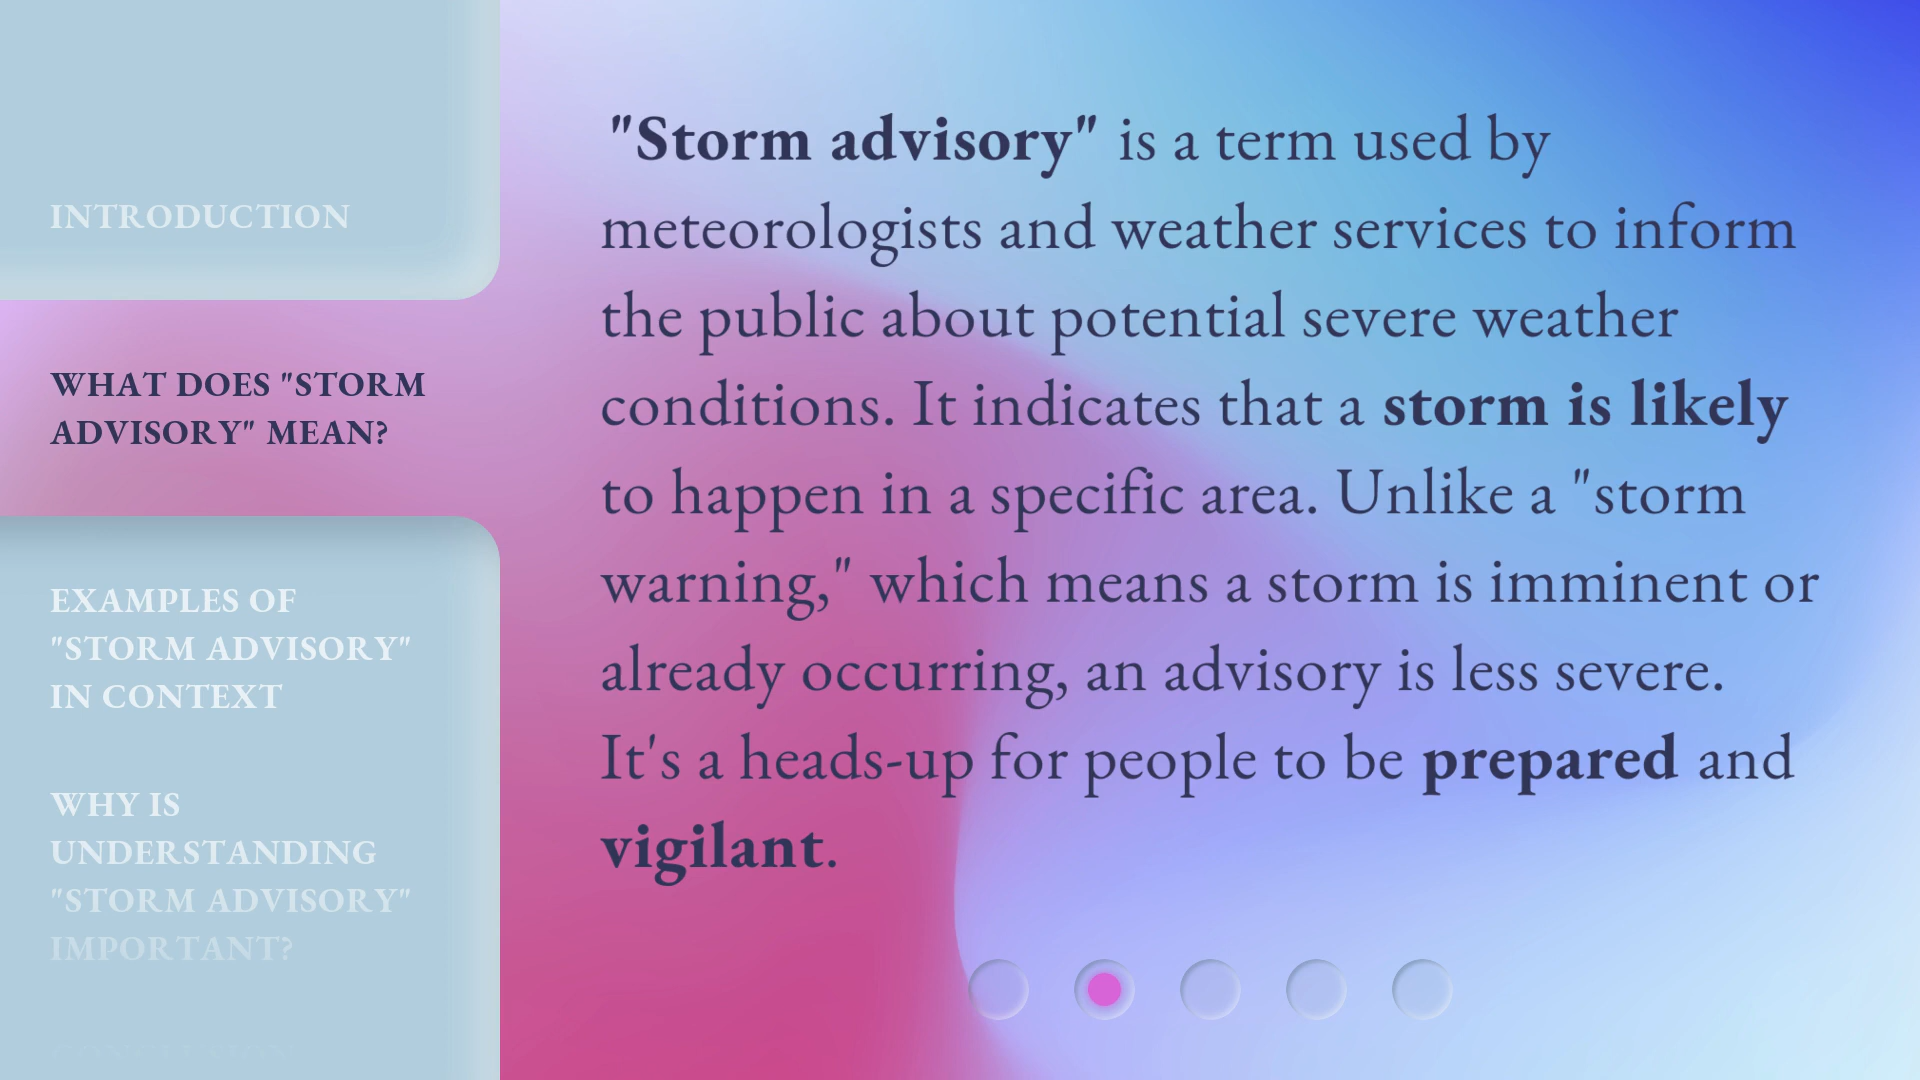 INTRODUCTION
WHAT DOES "STORM
ADVISORY" MEAN?
EXAMPLES OF
"STORM ADVISORY"
IN CONTEXT
WHY IS
UNDERSTANDING
"STORM ADVISORY"
IMPORTANT?
CONCLUSION
"Storm advisory" is a term used by
meteorologists and weather services to inform
the public about potential severe weather
conditions. It indicates that a storm is likely
to happen in a specific area. Unlike a "storm
warning," which means a storm is imminent or
already occurring, an advisory is less severe.
It's a heads-up for people to be prepared and
vigilant.